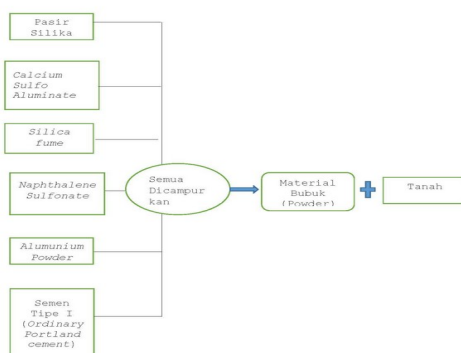 Pasir
Silika
Calcium
Sulfo
Aluminate
Silica
fume
Naphthalene
Sulfonate
Alumunium
Powder
Semen
Tipe I
(Ordinary
Portland
cement)
Semua
Dicampur
kan
Material
Bubuk
(Powder)
Tanah